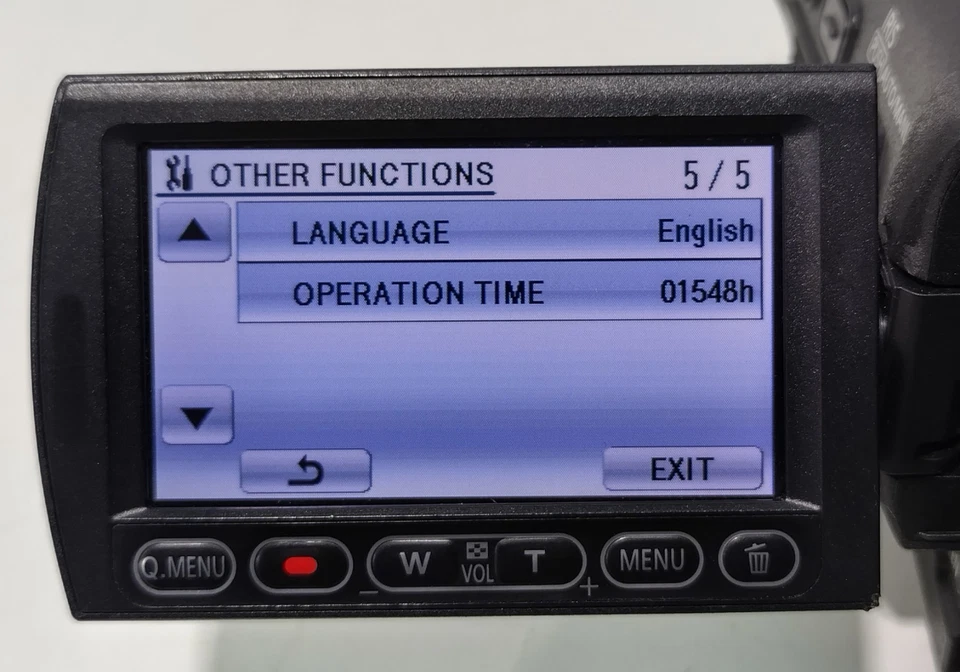 OTHER FUNCTIONS 5 / 5
LANGUAGE English
OPERATION TIME 01548h
EXIT
Q.MENU W VOL T MENU
− +